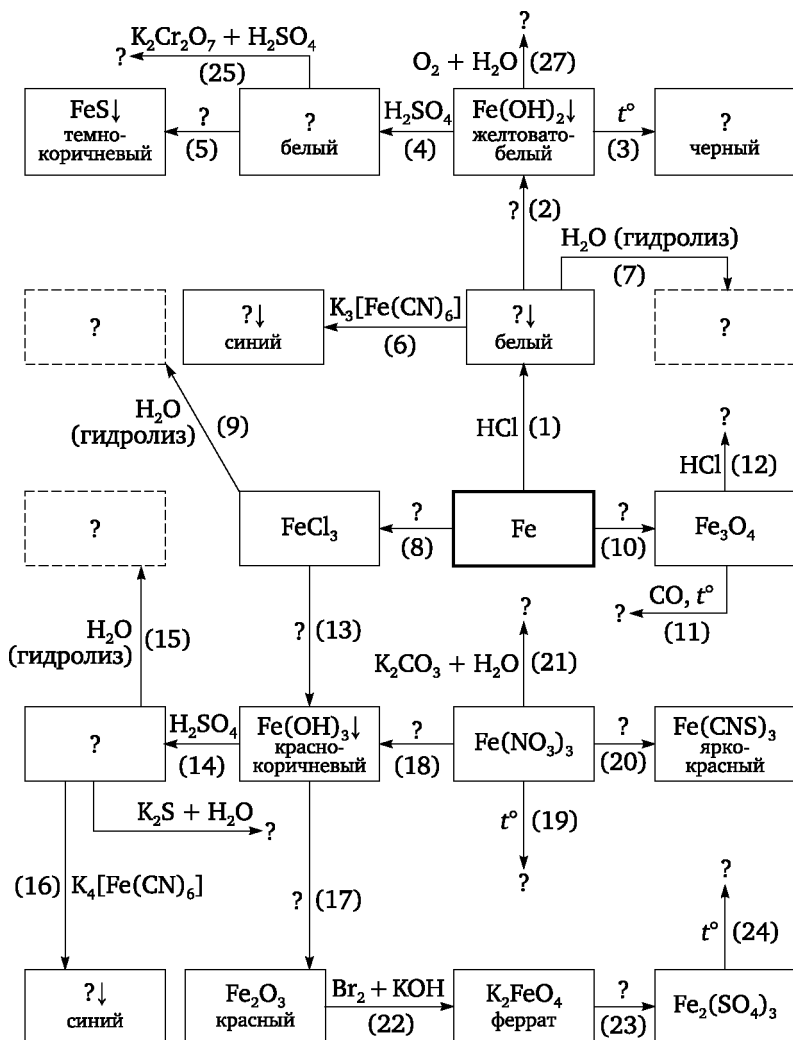 K₂Cr₂O₇ + H₂SO₄
?
(25)
?
O₂ + H₂O (27)
FeS↓
темно-
коричневый
?
(5)
?
белый
H₂SO₄
(4)
Fe(OH)₂↓
желтовато-
белый
t°
(3)
?
черный
? (2)
H₂O (гидролиз)
(7)
?
?↓
синий
K₃[Fe(CN)₆]
(6)
?↓
белый
?
H₂O
(гидролиз)
(9)
HCl (1)
?
HCl (12)
?
FeCl₃
?
(8)
Fe
?
(10)
Fe₃O₄
H₂O
(гидролиз)
(15)
? (13)
?
K₂CO₃ + H₂O (21)
?
CO, t°
(11)
?
H₂SO₄
(14)
Fe(OH)₃↓
красно-
коричневый
?
(18)
Fe(NO₃)₃
?
(20)
Fe(CNS)₃
ярко-
красный
K₂S + H₂O
?
t° (19)
?
(16) K₄[Fe(CN)₆]
? (17)
?
t° (24)
?↓
синий
Fe₂O₃
красный
Br₂ + KOH
(22)
K₂FeO₄
феррат
?
(23)
Fe₂(SO₄)₃